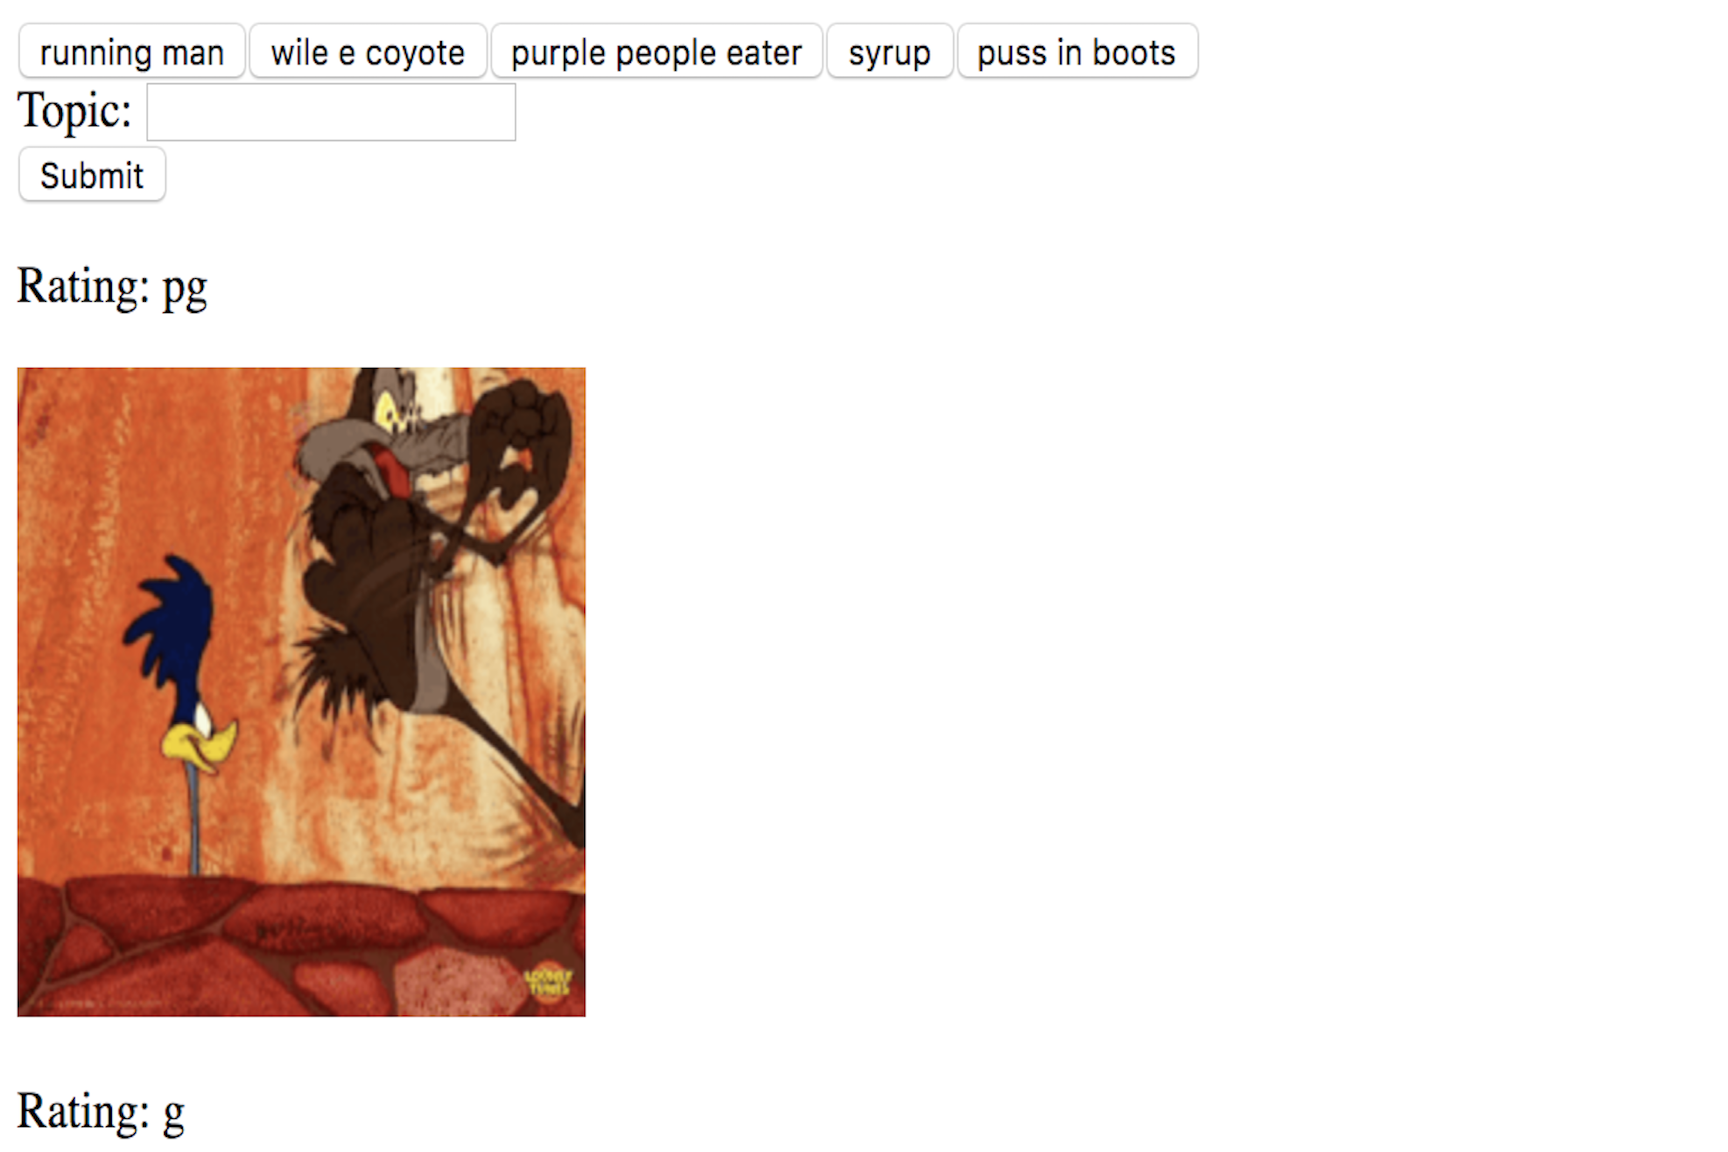 running man wile e coyote purple people eater syrup puss in boots
Topic:
Submit
Rating: pg
LOONEY
TUNES
Rating: g